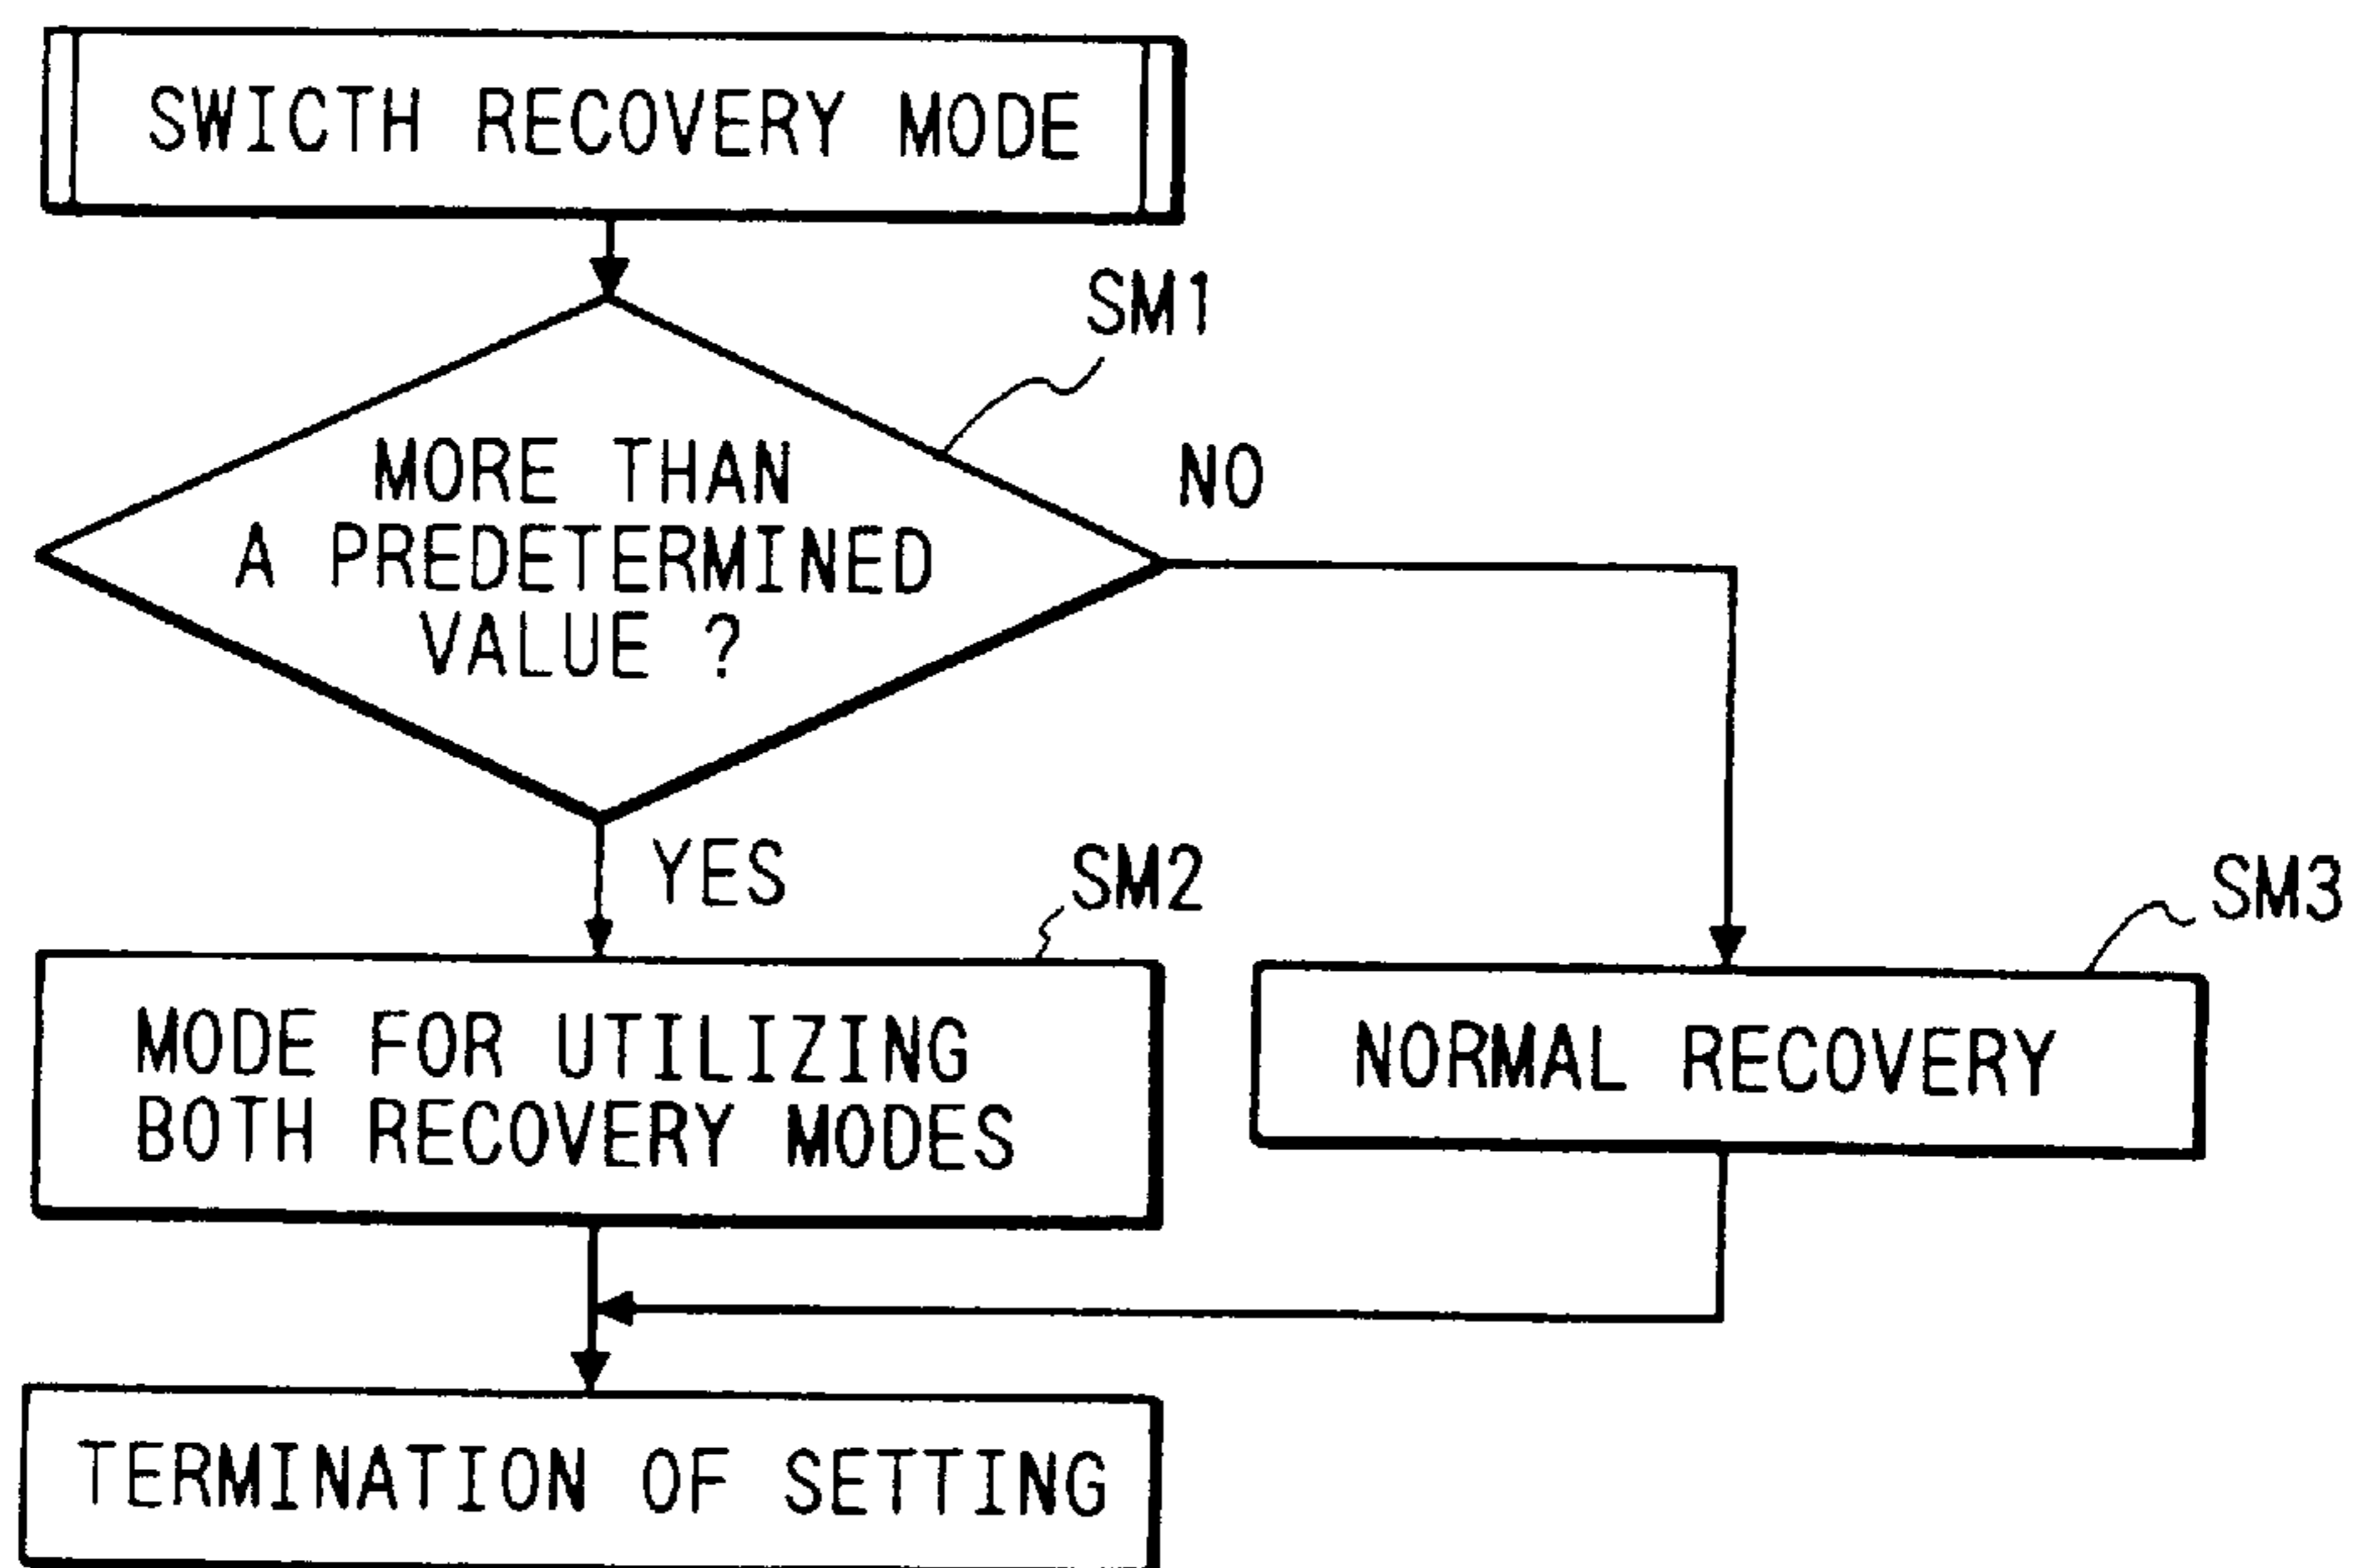 SWICTH RECOVERY MODE
SM1
MORE THAN
A PREDETERMINED
VALUE ?
NO
YES
SM2
SM3
MODE FOR UTILIZING
BOTH RECOVERY MODES
NORMAL RECOVERY
TERMINATION OF SETTING